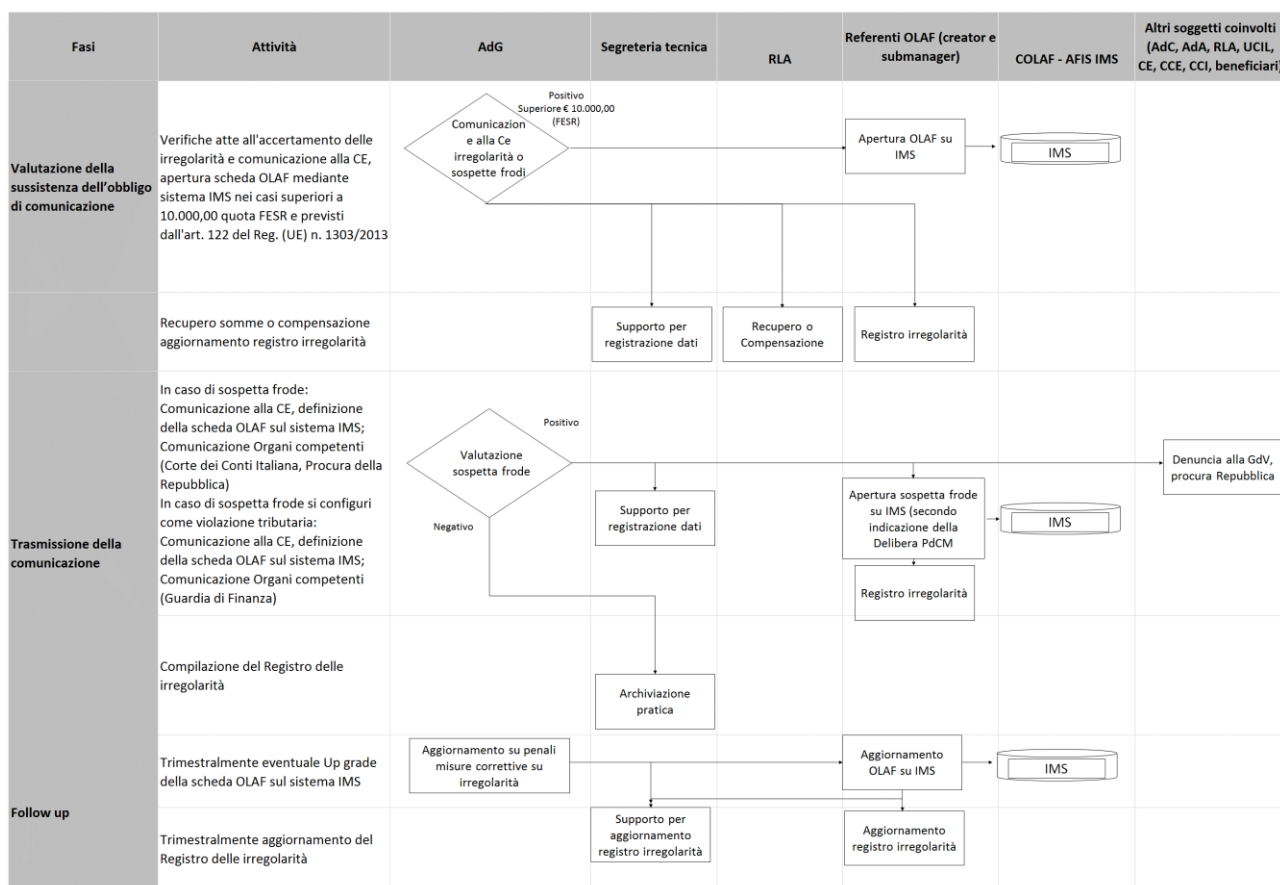 Fasi
Attività
AdG
Segreteria tecnica
RLA
Referenti OLAF (creator e
submanager)
COLAF - AFIS IMS
Altri soggetti coinvolti
(AdC, AdA, RLA, UCIL,
CE, CCE, CCI, beneficiari)
Valutazione della
sussistenza dell'obbligo
di comunicazione
Verifiche atte all'accertamento delle
irregolarità e comunicazione alla CE,
apertura scheda OLAF mediante
sistema IMS nei casi superiori a
10.000,00 quota FESR e previsti
dall'art. 122 del Reg. (UE) n. 1303/2013
Comunicazion
e alla Ce
irregolarità o
sospette frodi
Positivo
Superiore € 10.000,00
(FESR)
Apertura OLAF su
IMS
IMS
Recupero somme o compensazione
aggiornamento registro irregolarità
Supporto per
registrazione dati
Recupero o
Compensazione
Registro irregolarità
Trasmissione della
comunicazione
In caso di sospetta frode:
Comunicazione alla CE, definizione
della scheda OLAF sul sistema IMS;
Comunicazione Organi competenti
(Corte dei Conti Italiana, Procura della
Repubblica)
In caso di sospetta frode si configuri
come violazione tributaria:
Comunicazione alla CE, definizione
della scheda OLAF sul sistema IMS;
Comunicazione Organi competenti
(Guardia di Finanza)
Valutazione
sospetta frode
Positivo
Negativo
Supporto per
registrazione dati
Apertura sospetta frode
su IMS (secondo
indicazione della
Delibera PdCM
IMS
Denuncia alla GdV,
procura Repubblica
Registro irregolarità
Compilazione del Registro delle
irregolarità
Archiviazione
pratica
Follow up
Trimestralmente eventuale Up grade
della scheda OLAF sul sistema IMS
Aggiornamento su penali
misure correttive su
irregolarità
Aggiornamento
OLAF su IMS
IMS
Trimestralmente aggiornamento del
Registro delle irregolarità
Supporto per
aggiornamento
registro irregolarità
Aggiornamento
registro irregolarità